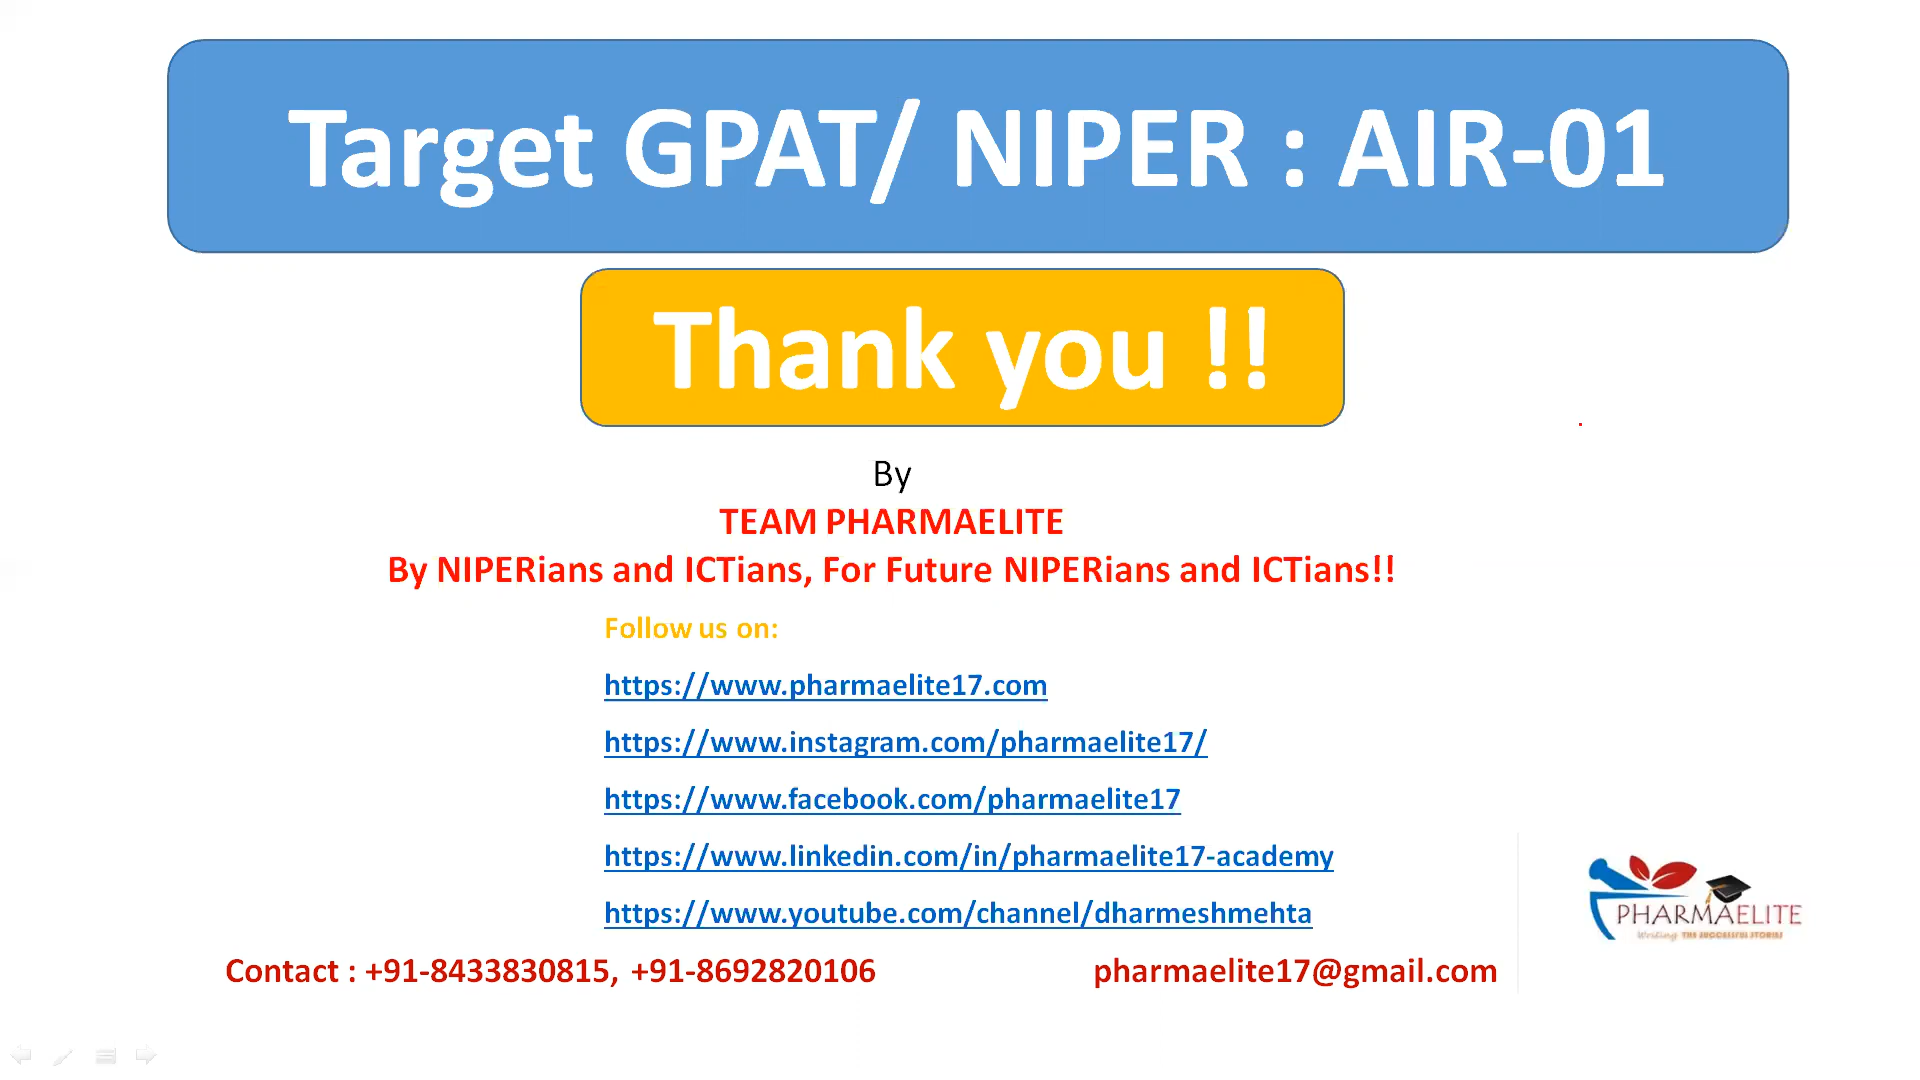 Target GPAT/ NIPER : AIR-01
Thank you !!
By
TEAM PHARMAELITE
By NIPERians and ICTians, For Future NIPERians and ICTians!!
Follow us on:
https://www.pharmaelite17.com
https://www.instagram.com/pharmaelite17/
https://www.facebook.com/pharmaelite17
https://www.linkedin.com/in/pharmaelite17-academy
https://www.youtube.com/channel/dharmeshmehta
PHARMAELITE
Writing THE SUCCESSFUL STORIES
Contact : +91-8433830815, +91-8692820106 pharmaelite17@gmail.com